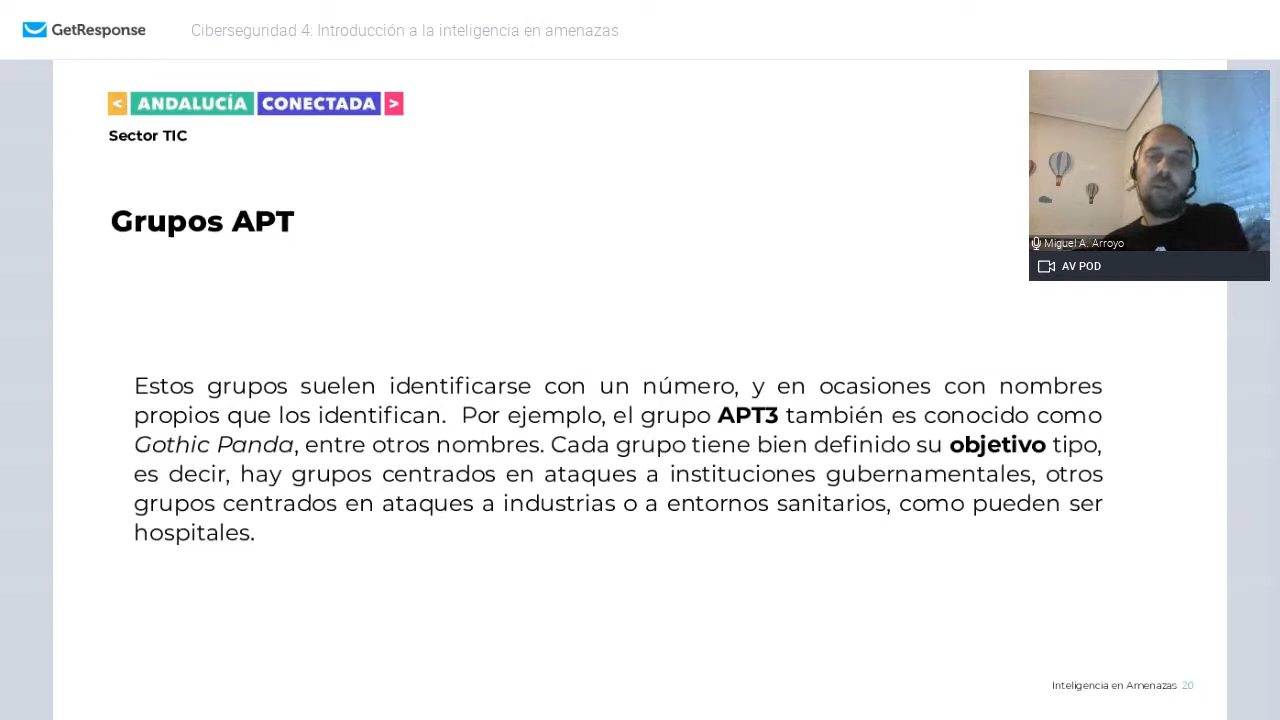 GetResponse
Ciberseguridad 4: Introducción a la inteligencia en amenazas
< ANDALUCÍA CONECTADA >
Sector TIC
Grupos APT
Miguel A. Arroyo
AV POD
Estos grupos suelen identificarse con un número, y en ocasiones con nombres
propios que los identifican. Por ejemplo, el grupo APT3 también es conocido como
Gothic Panda, entre otros nombres. Cada grupo tiene bien definido su objetivo tipo,
es decir, hay grupos centrados en ataques a instituciones gubernamentales, otros
grupos centrados en ataques a industrias o a entornos sanitarios, como pueden ser
hospitales.
Inteligencia en Amenazas 20